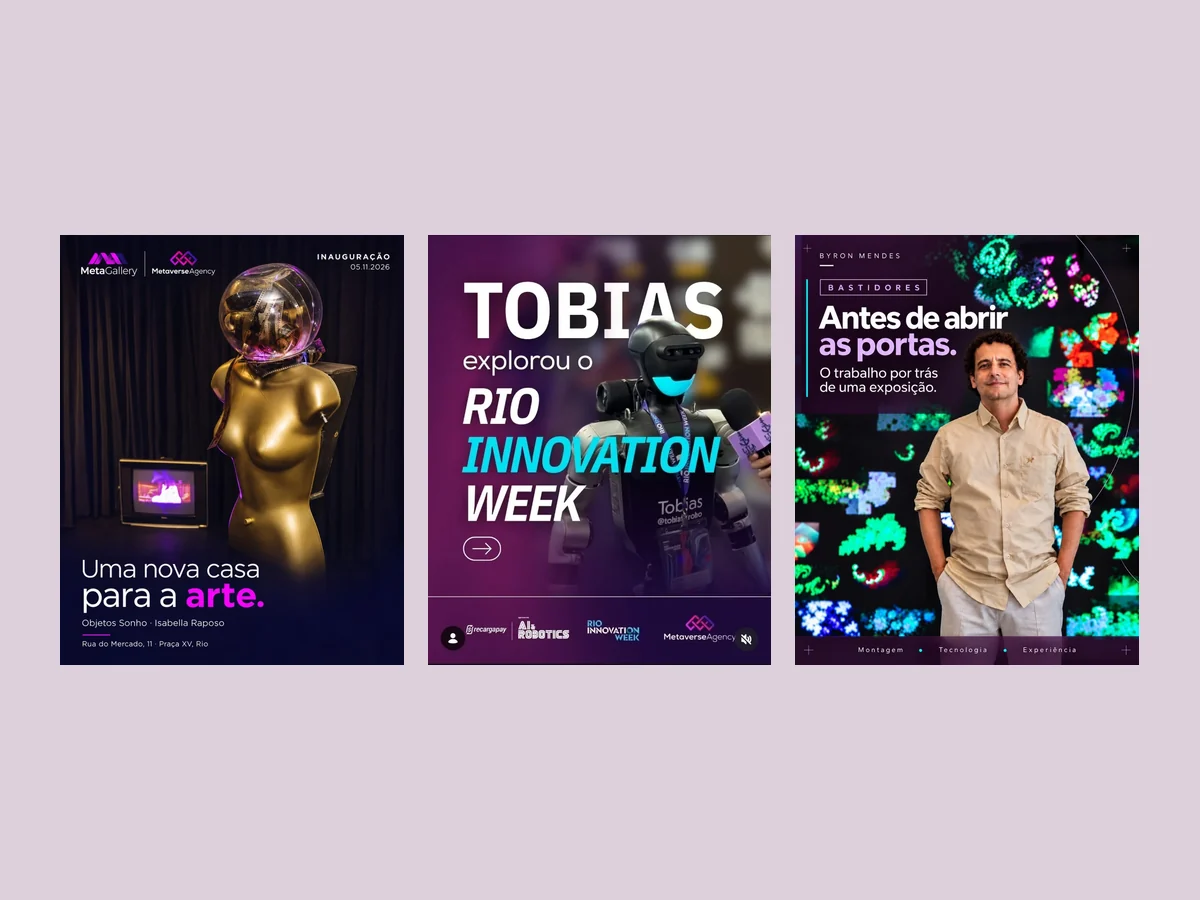 MetaGallery
MetaverseAgency
INAUGURAÇÃO
05.11.2026
Uma nova casa
para a arte.
Objetos Sonho · Isabella Raposo
Rua do Mercado, 11 · Praça XV, Rio
TOBIAS
explorou o
RIO
INNOVATION
WEEK
Tobias
recargapay
AI &
ROBOTICS
RIO
INNOVATION
WEEK
MetaverseAgency
BYRON MENDES
BASTIDORES
Antes de abrir
as portas.
O trabalho por trás
de uma exposição.
Montagem • Tecnologia • Experiência